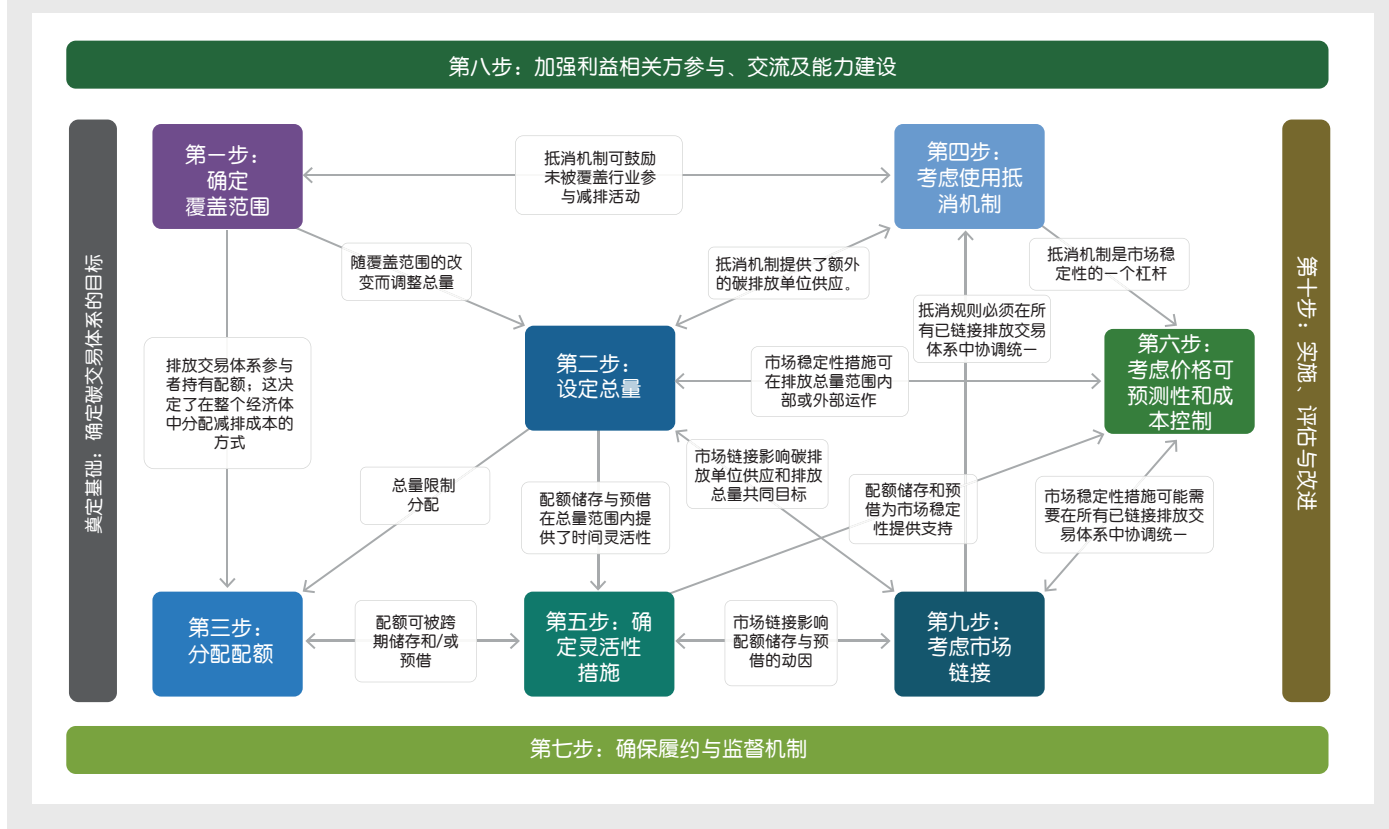 第八步：加强利益相关方参与、交流及能力建设
奠定基础：确定碳交易体系的目标
第一步：
确定
覆盖范围
抵消机制可鼓励
未被覆盖行业参
与减排活动
第四步：
考虑使用抵
消机制
随覆盖范围的改
变而调整总量
抵消机制提供了额外
的碳排放单位供应。
抵消机制是市场稳
定性的一个杠杆
抵消规则必须在所
有已链接排放交易
体系中协调统一
排放交易体系参与
者持有配额；这决
定了在整个经济体
中分配减排成本的
方式
第二步：
设定总量
市场稳定性措施可
在排放总量范围内
部或外部运作
第六步：
考虑价格可
预测性和成
本控制
总量限制
分配
配额储存与预借
在总量范围内提
供了时间灵活性
市场链接影响碳排
放单位供应和排放
总量共同目标
配额储存和预
借为市场稳定
性提供支持
市场稳定性措施可能需
要在所有已链接排放交
易体系中协调统一
第三步：
分配配额
配额可被跨
期储存和/或
预借
第五步：确
定灵活性
措施
市场链接影响
配额储存与预
借的动因
第九步：
考虑市场
链接
第十步：实施、评估与改进
第七步：确保履约与监督机制